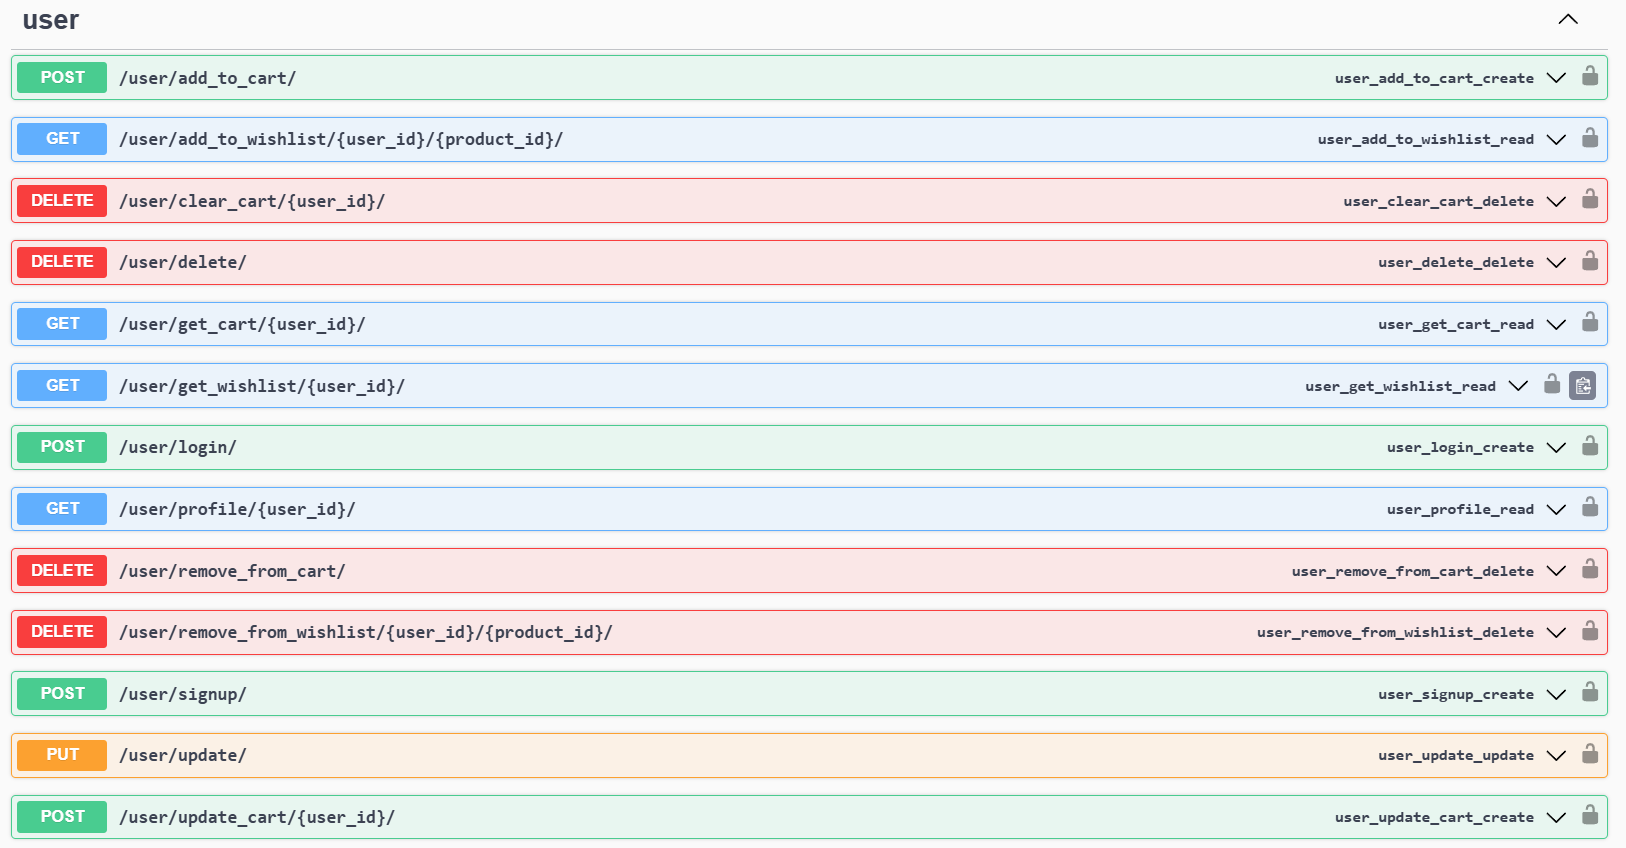 user
POST /user/add_to_cart/ user_add_to_cart_create
GET /user/add_to_wishlist/{user_id}/{product_id}/ user_add_to_wishlist_read
DELETE /user/clear_cart/{user_id}/ user_clear_cart_delete
DELETE /user/delete/ user_delete_delete
GET /user/get_cart/{user_id}/ user_get_cart_read
GET /user/get_wishlist/{user_id}/ user_get_wishlist_read
POST /user/login/ user_login_create
GET /user/profile/{user_id}/ user_profile_read
DELETE /user/remove_from_cart/ user_remove_from_cart_delete
DELETE /user/remove_from_wishlist/{user_id}/{product_id}/ user_remove_from_wishlist_delete
POST /user/signup/ user_signup_create
PUT /user/update/ user_update_update
POST /user/update_cart/{user_id}/ user_update_cart_create